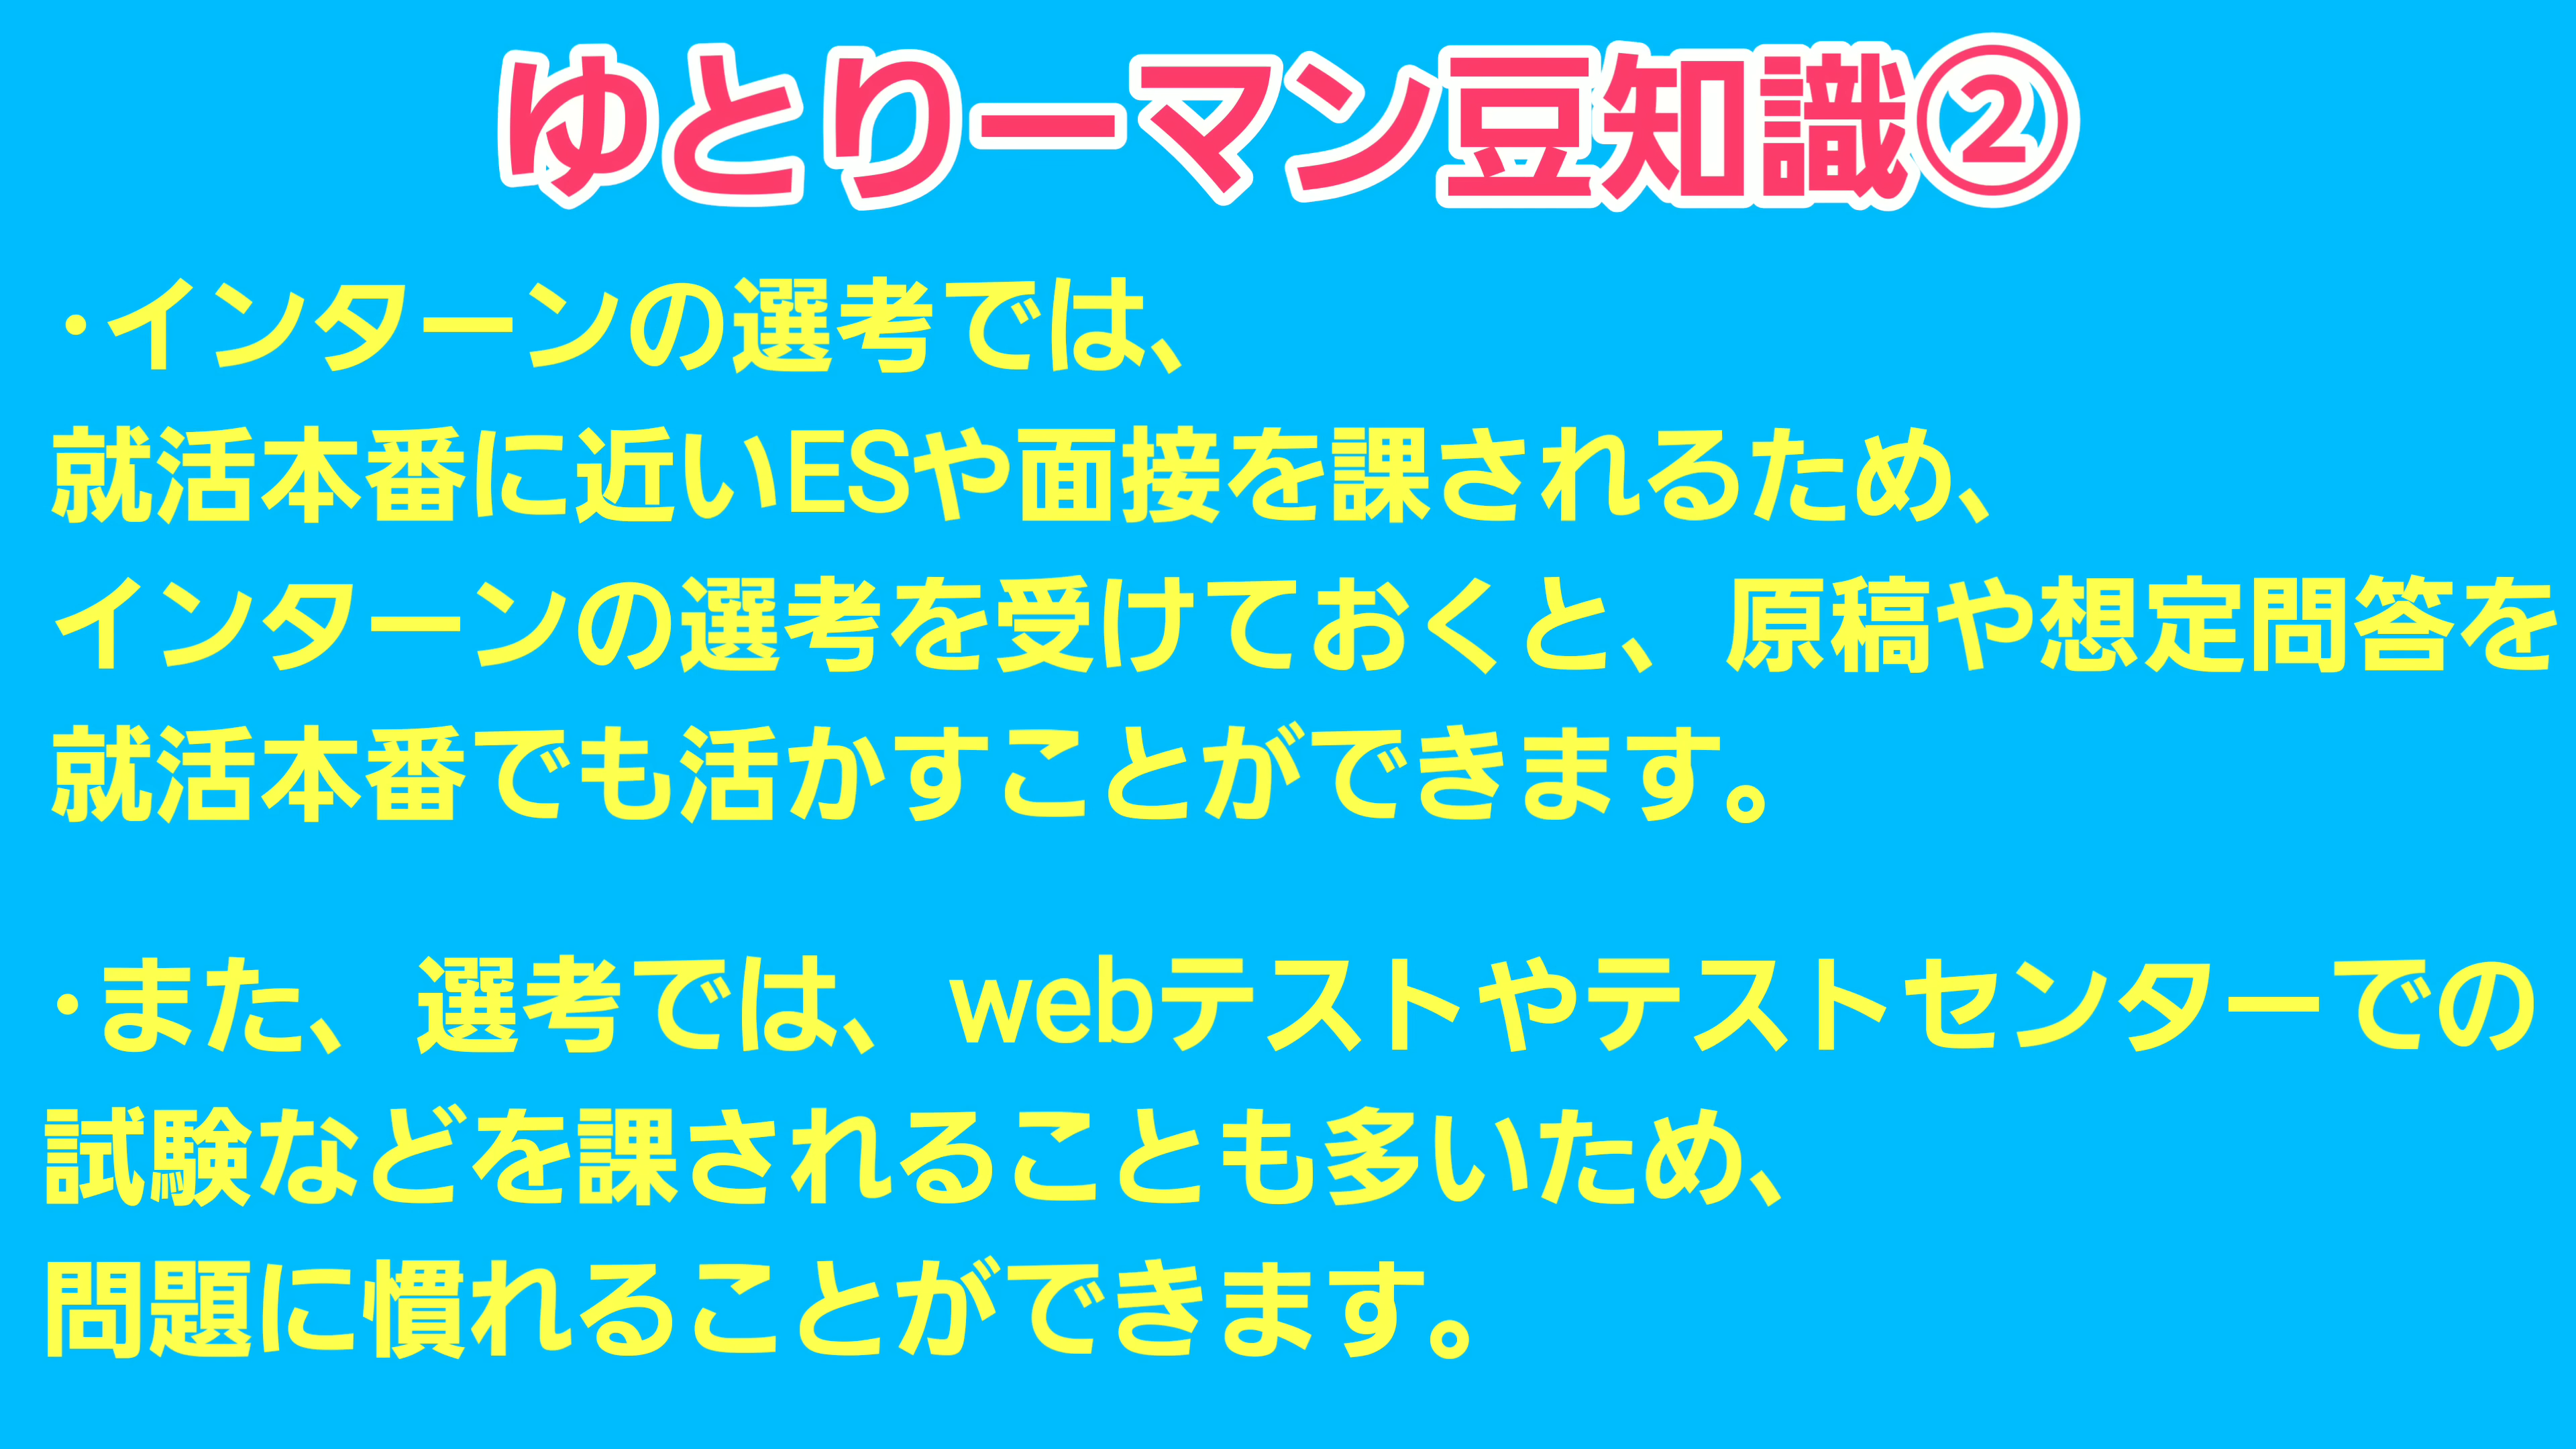 ゆとりーマン豆知識②
・インターンの選考では、
就活本番に近いESや面接を課されるため、
インターンの選考を受けておくと、原稿や想定問答を
就活本番でも活かすことができます。
・また、選考では、webテストやテストセンターでの
試験などを課されることも多いため、
問題に慣れることができます。